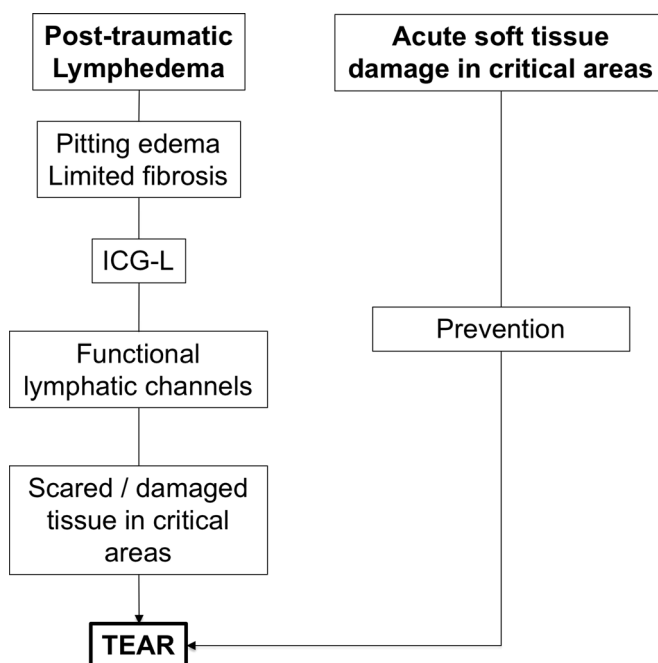 Post-traumatic
Lymphedema
Acute soft tissue
damage in critical areas
Pitting edema
Limited fibrosis
ICG-L
Prevention
Functional
lymphatic channels
Scared / damaged
tissue in critical
areas
TEAR